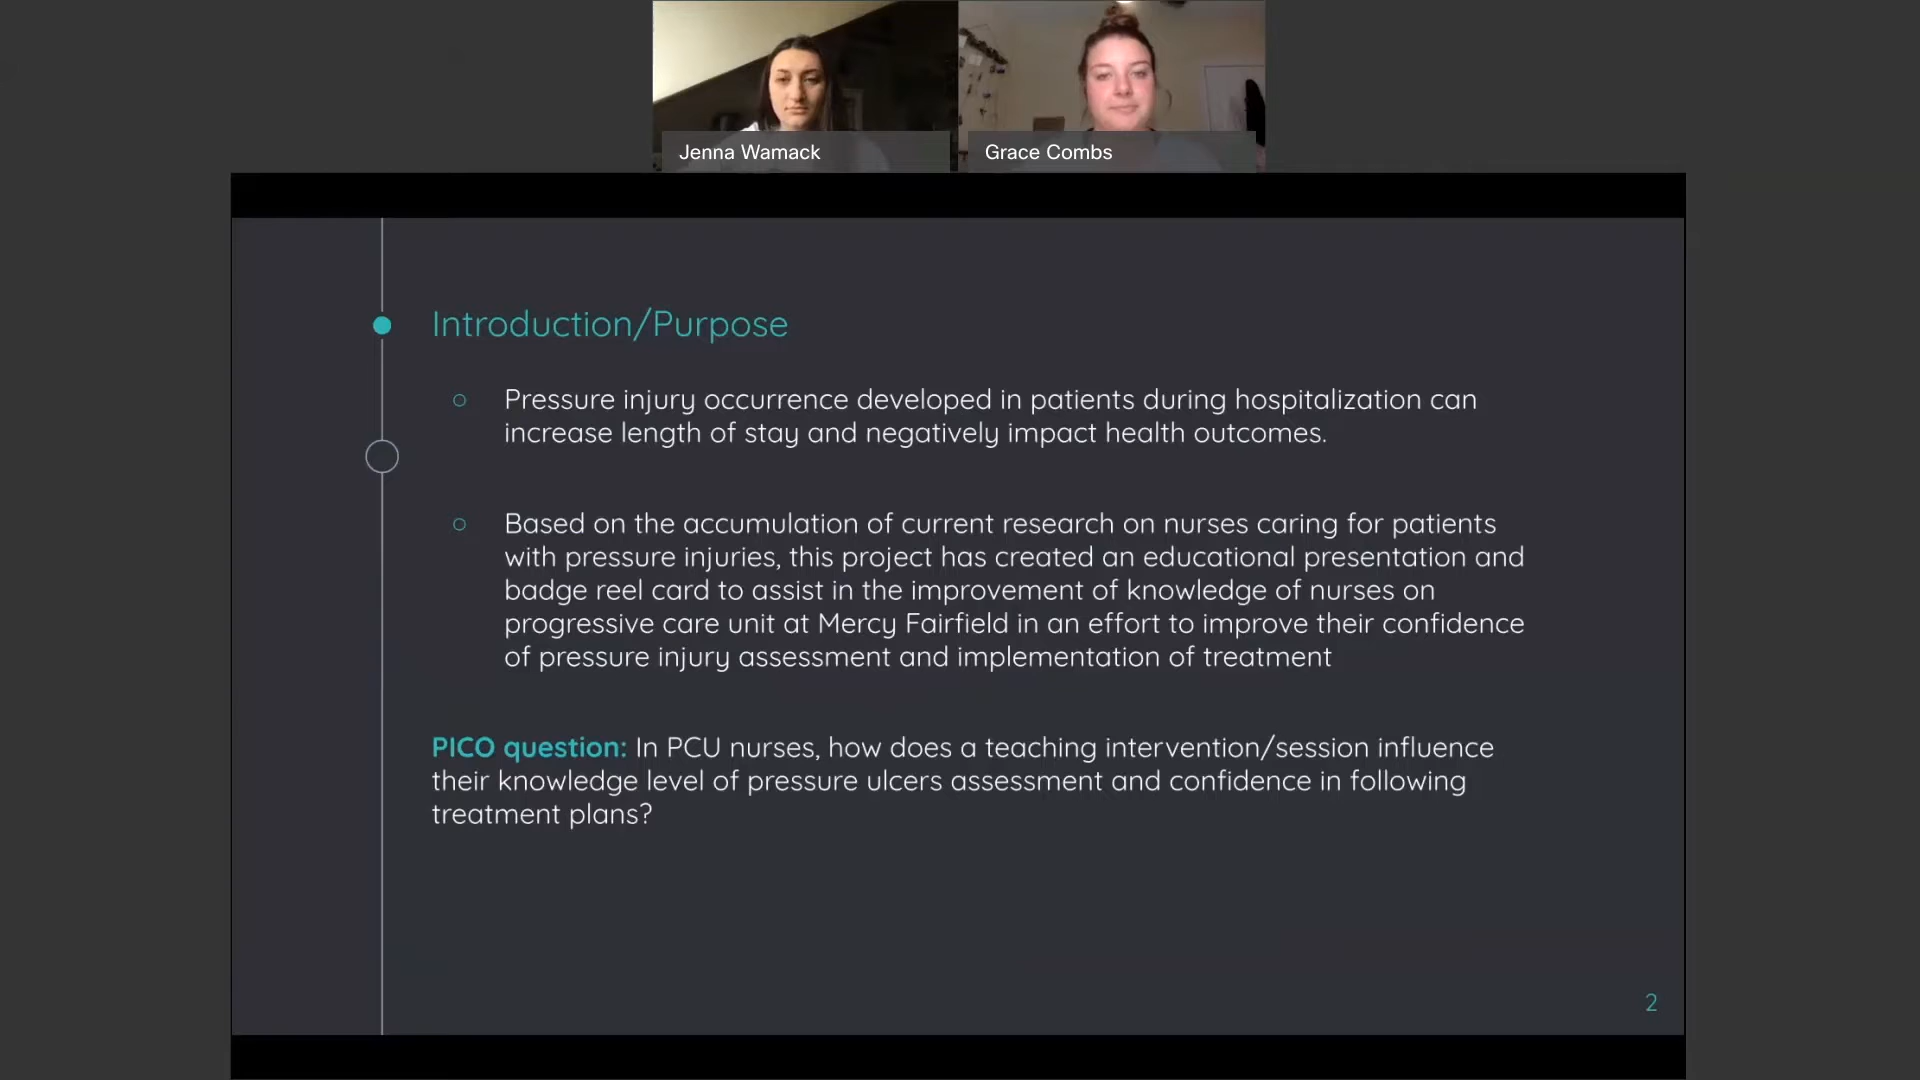 Jenna Wamack
Grace Combs
Introduction/Purpose
Pressure injury occurrence developed in patients during hospitalization can
increase length of stay and negatively impact health outcomes.
Based on the accumulation of current research on nurses caring for patients
with pressure injuries, this project has created an educational presentation and
badge reel card to assist in the improvement of knowledge of nurses on
progressive care unit at Mercy Fairfield in an effort to improve their confidence
of pressure injury assessment and implementation of treatment
PICO question: In PCU nurses, how does a teaching intervention/session influence
their knowledge level of pressure ulcers assessment and confidence in following
treatment plans?
2